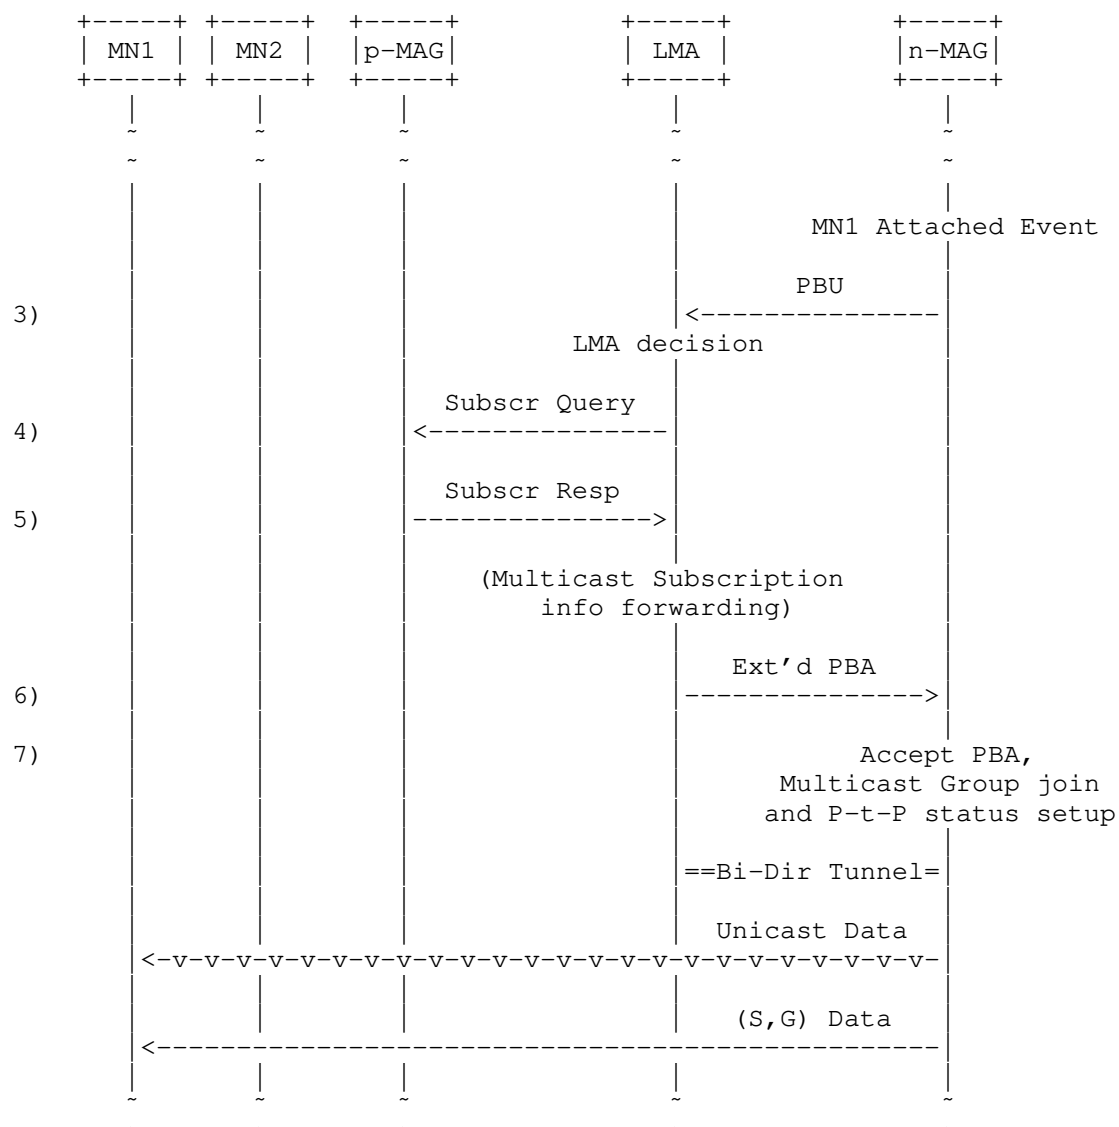 +-----+ +-----+  +-----+          +-----+          +-----+
| MN1 | | MN2 |  |p-MAG|          | LMA |          |n-MAG|
+-----+ +-----+  +-----+          +-----+          +-----+
   |       |        |                |                |
   ~       ~        ~                ~                ~
   ~       ~        ~                ~                ~
   |       |        |                |                |
MN1 Attached Event
PBU
3) |<---------------|
LMA decision
Subscr Query
4) |<---------------|
Subscr Resp
5) |--------------->|
(Multicast Subscription
info forwarding)
Ext'd PBA
6) |--------------->|
7) Accept PBA,
Multicast Group join
and P-t-P status setup
|==Bi-Dir Tunnel=|
Unicast Data
|<-v-v-v-v-v-v-v-v-v-v-v-v-v-v-v-v-v-v-v-v-v-v-v-v-|
(S,G) Data
|<-------------------------------------------------|
   |       |        |                |                |
   ~       ~        ~                ~                ~